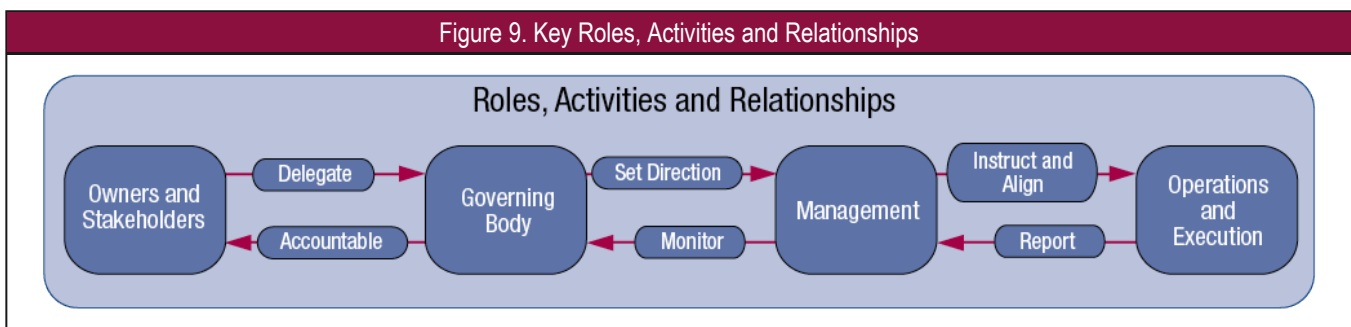 Figure 9. Key Roles, Activities and Relationships
Roles, Activities and Relationships
Owners and
Stakeholders
Delegate
Accountable
Governing
Body
Set Direction
Monitor
Management
Instruct and
Align
Report
Operations
and
Execution